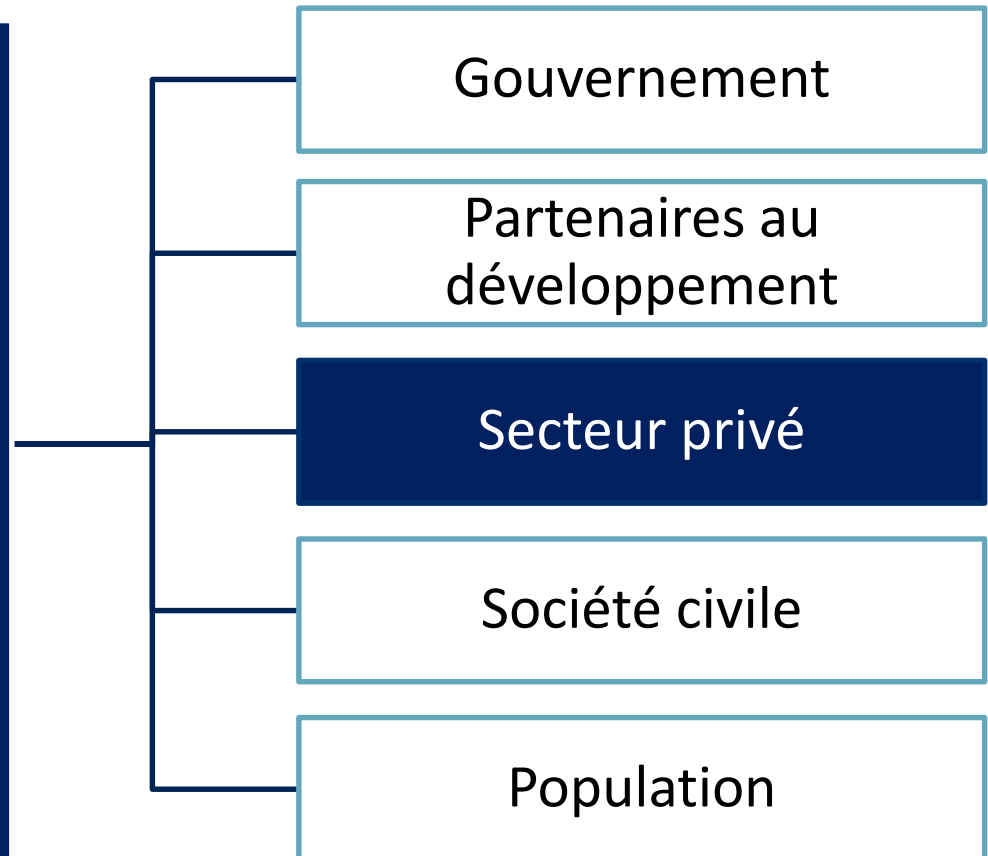 Gouvernement
Partenaires au
développement
Secteur privé
Société civile
Population